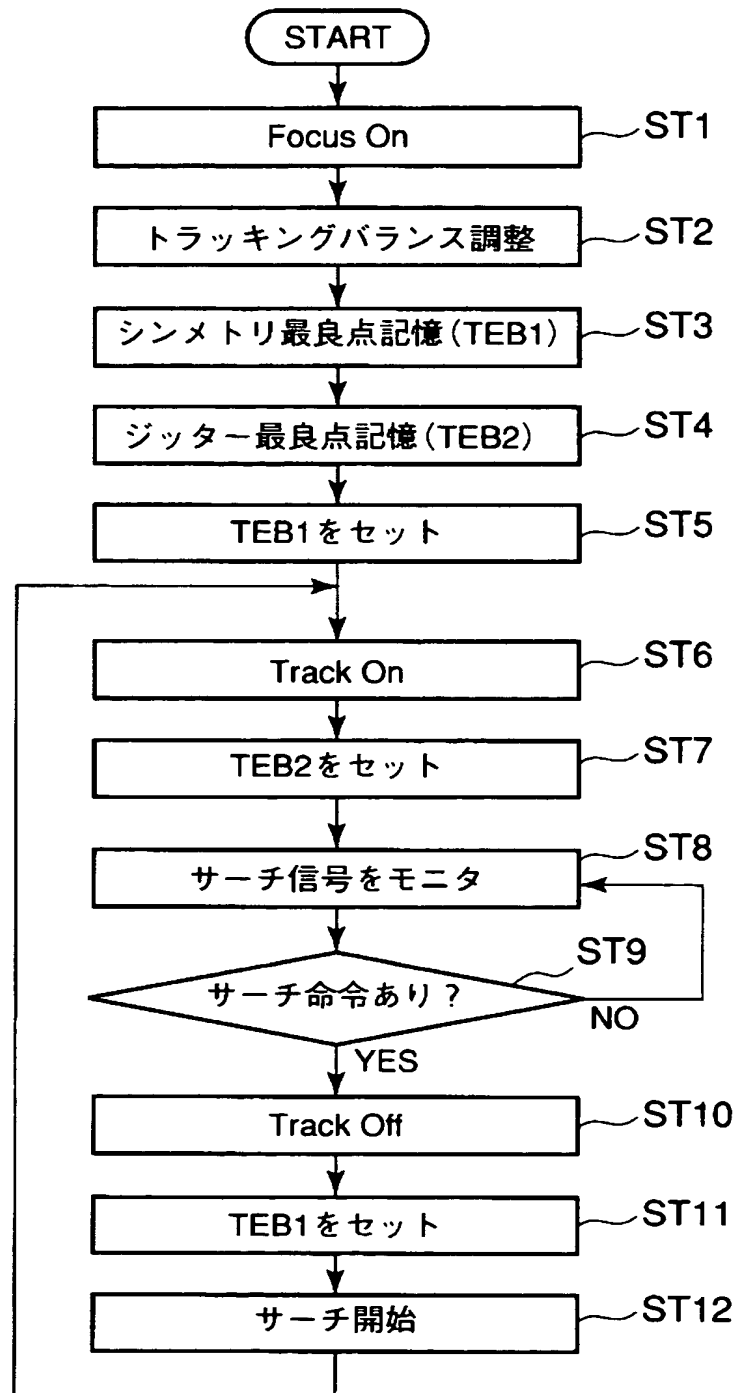 START
Focus On
ST1
トラッキングバランス調整
ST2
シンメトリ最良点記憶(TEB1)
ST3
ジッター最良点記憶(TEB2)
ST4
TEB1をセット
ST5
Track On
ST6
TEB2をセット
ST7
サーチ信号をモニタ
ST8
サーチ命令あり?
ST9
NO
YES
Track Off
ST10
TEB1をセット
ST11
サーチ開始
ST12